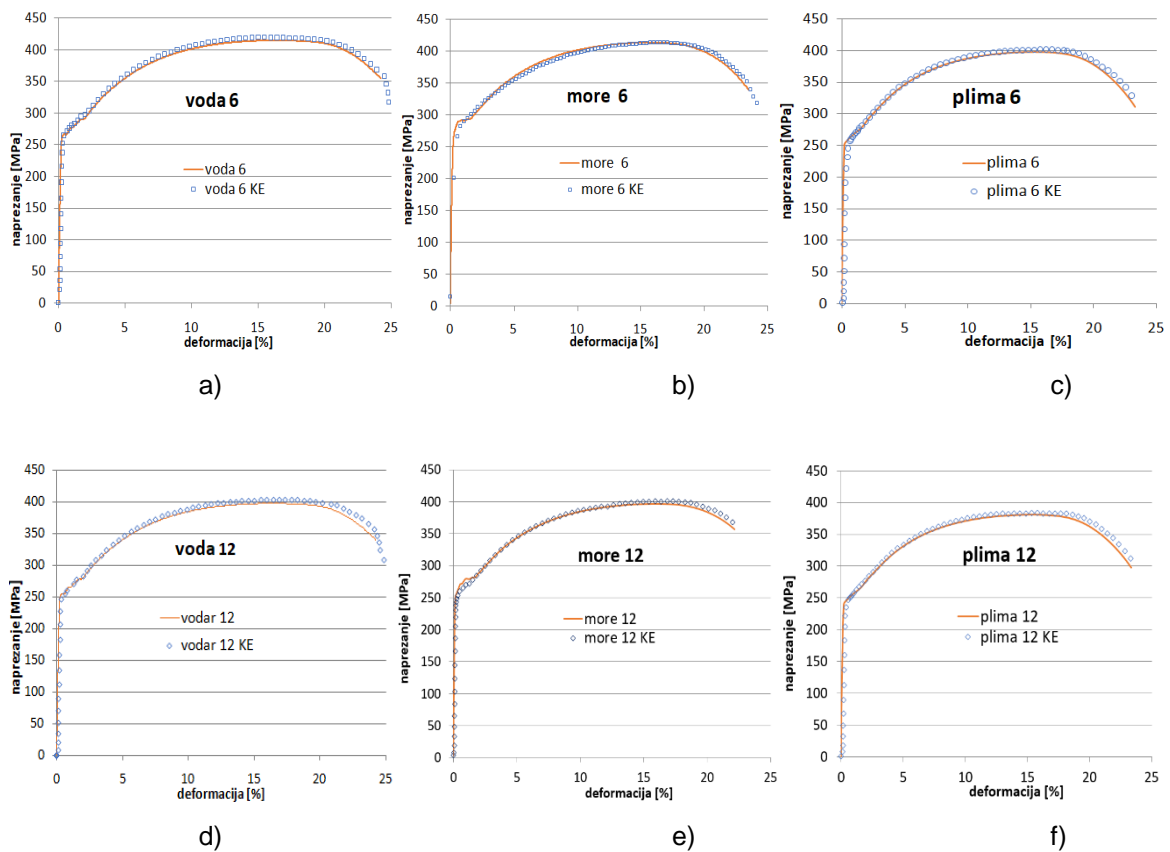 450
400
350
300
250
200
150
100
50
0
naprezanje [MPa]
voda 6
voda 6
voda 6 KE
0 5 10 15 20 25
deformacija [%]
a)
450
400
350
300
250
200
150
100
50
0
naprezanje [MPa]
more 6
more 6
more 6 KE
0 5 10 15 20 25
deformacija [%]
b)
450
400
350
300
250
200
150
100
50
0
naprezanje [MPa]
plima 6
plima 6
plima 6 KE
0 5 10 15 20 25
deformacija [%]
c)
450
400
350
300
250
200
150
100
50
0
naprezanje [MPa]
voda 12
vodar 12
vodar 12 KE
0 5 10 15 20 25
deformacija [%]
d)
450
400
350
300
250
200
150
100
50
0
naprezanje [MPa]
more 12
more 12
more 12 KE
0 5 10 15 20 25
deformacija [%]
e)
450
400
350
300
250
200
150
100
50
0
naprezanje [MPa]
plima 12
plima 12
plima 12 KE
0 5 10 15 20 25
deformacija [%]
f)